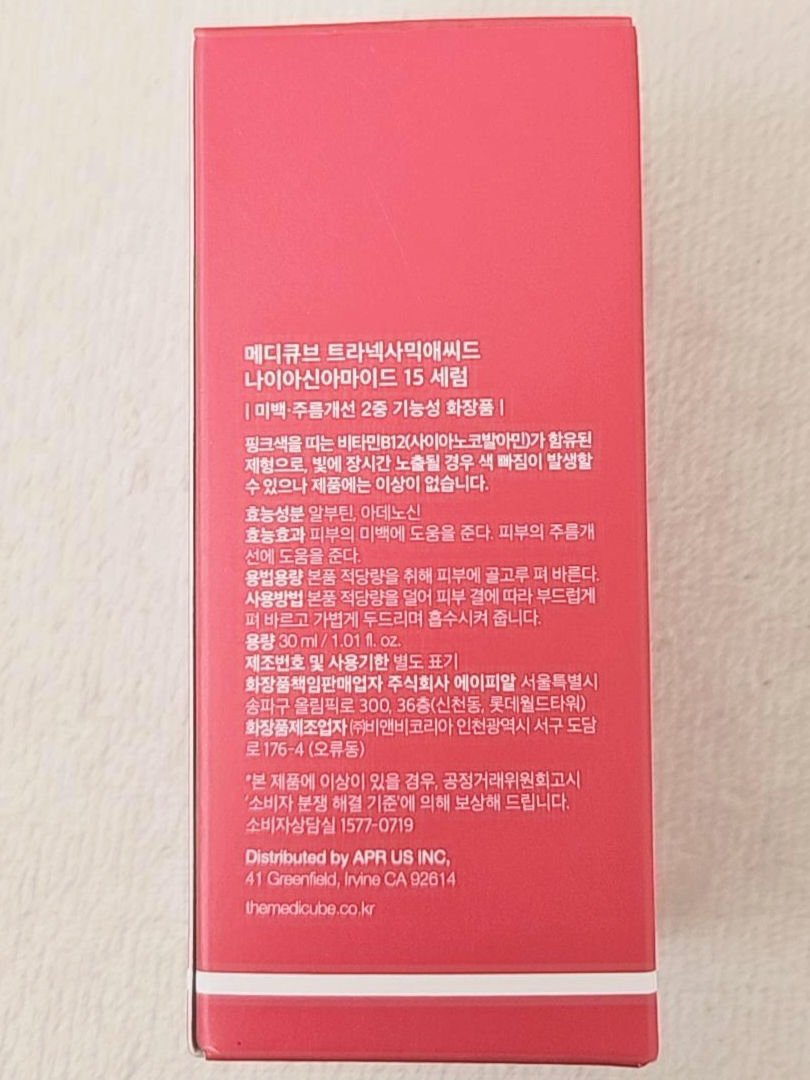 메디큐브 트라넥사믹애씨드
나이아신아마이드 15 세럼
| 미백·주름개선 2중 기능성 화장품 |
핑크색을 띠는 비타민B12(사이아노코발아민)가 함유된
제형으로, 빛에 장시간 노출될 경우 색 빠짐이 발생할
수 있으나 제품에는 이상이 없습니다.
효능성분 알부틴, 아데노신
효능효과 피부의 미백에 도움을 준다. 피부의 주름개
선에 도움을 준다.
용법용량 본품 적당량을 취해 피부에 골고루 펴 바른다.
사용방법 본품 적당량을 덜어 피부 결에 따라 부드럽게
펴 바르고 가볍게 두드리며 흡수시켜 줍니다.
용량 30 ml / 1.01 fl. oz.
제조번호 및 사용기한 별도 표기
화장품책임판매업자 주식회사 에이피알 서울특별시
송파구 올림픽로 300, 36층(신천동, 롯데월드타워)
화장품제조업자 ㈜비앤비코리아 인천광역시 서구 도담
로 176-4 (오류동)
*본 제품에 이상이 있을 경우, 공정거래위원회고시
'소비자 분쟁 해결 기준'에 의해 보상해 드립니다.
소비자상담실 1577-0719
Distributed by APR US INC,
41 Greenfield, Irvine CA 92614
themedicube.co.kr